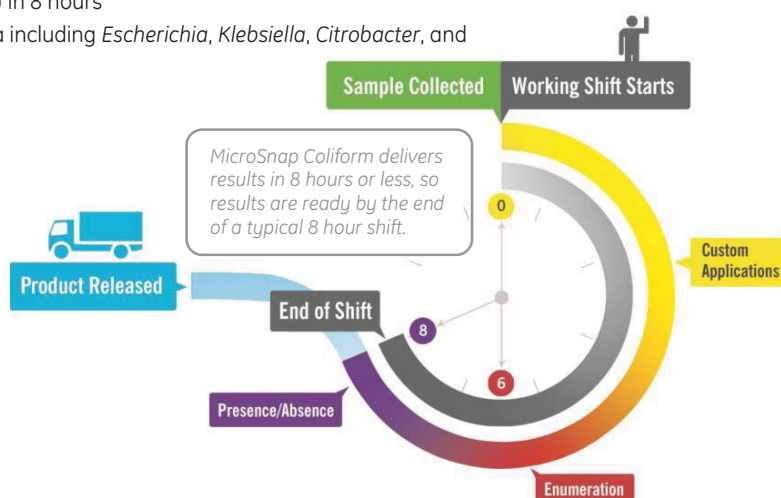 in 8 hours
including Escherichia, Klebsiella, Citrobacter, and
Sample Collected
Working Shift Starts
MicroSnap Coliform delivers
results in 8 hours or less, so
results are ready by the end
of a typical 8 hour shift.
0
Custom
Applications
Product Released
End of Shift
8
6
Presence/Absence
Enumeration